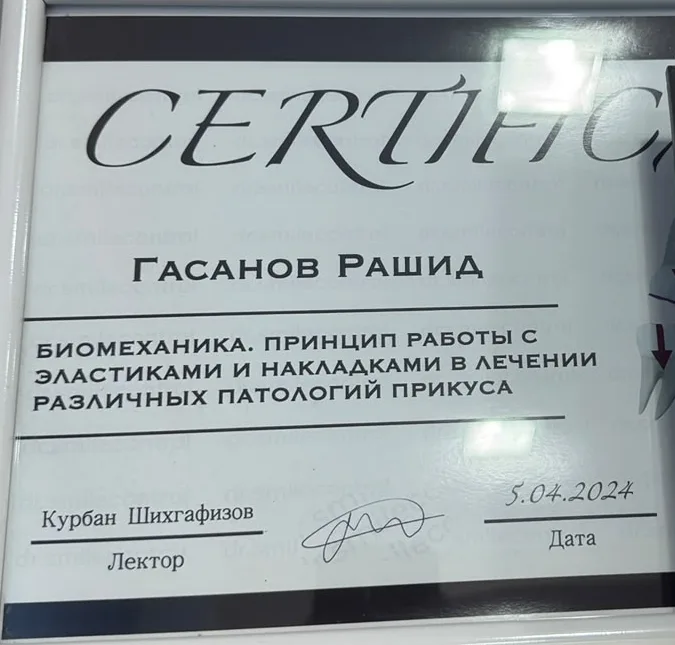 CERTIFIC
Гасанов Рашид
БИОМЕХАНИКА. ПРИНЦИП РАБОТЫ С
ЭЛАСТИКАМИ И НАКЛАДКАМИ В ЛЕЧЕНИИ
РАЗЛИЧНЫХ ПАТОЛОГИЙ ПРИКУСА
Курбан Шихгафизов
5.04.2024
Лектор
Дата